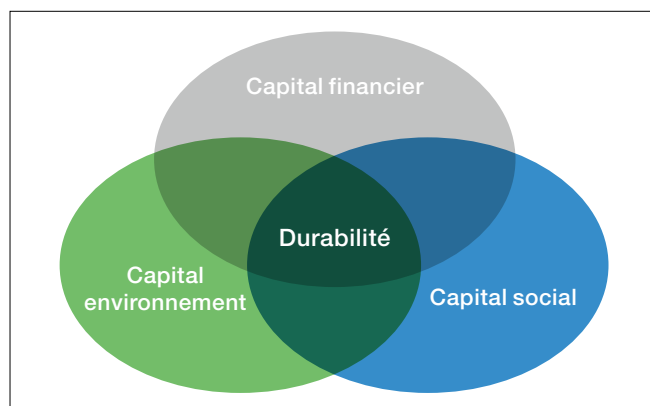 Capital financier
Durabilité
Capital
environnement
Capital social